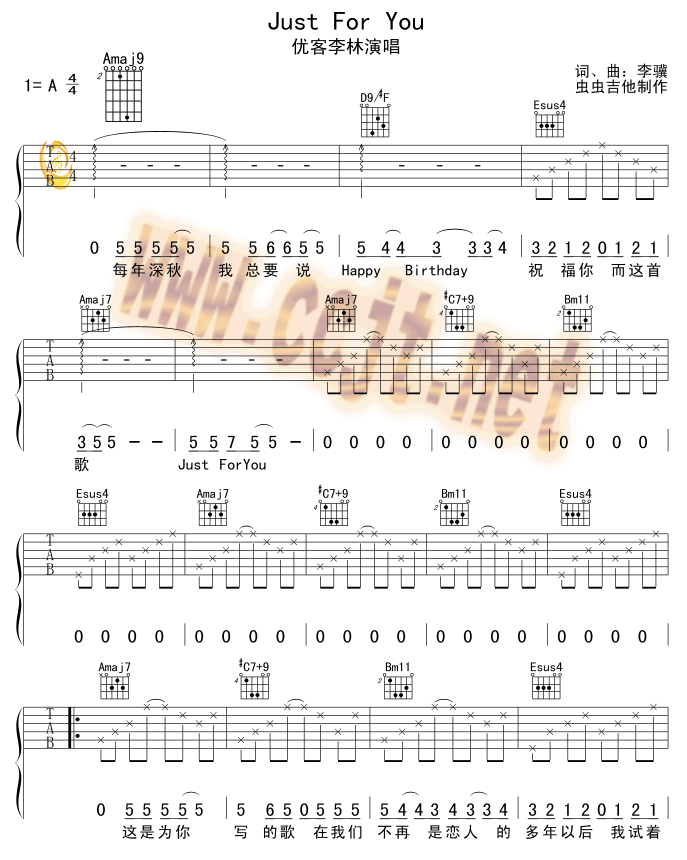 Just For You
优客李林演唱
Amaj9
2
1= A 4/4
词、曲：李骥
虫虫吉他制作
D9/#F Esus4
T A B 4 4
0 5 5 5 5 5 | 5 5 6 6 5 5 | 5 4 4 3 3 3 4 | 3 2 1 2 0 1 2 1
每年深秋 我 总要 说 Happy Birthday 祝 福你 而这首
www.ccjt.net
Amaj7 Amaj7 #C7+9 Bm11
4 2
T A B
3 5 5 - - | 5 5 7 5 5 - | 0 0 0 0 | 0 0 0 0 | 0 0 0 0
歌 Just ForYou
Esus4 Amaj7 #C7+9 Bm11 Esus4
4 2
T A B
0 0 0 0 | 0 0 0 0 | 0 0 0 0 | 0 0 0 0 | 0 0 0 0
Amaj7 #C7+9 Bm11 Esus4
4 2
T A B
0 5 5 5 5 5 | 5 6 5 0 5 5 5 | 5 4 4 3 4 3 3 4 | 3 2 1 2 0 1 2 1
这是为你 写 的歌 在我们 不再 是恋人 的 多年以后 我试着